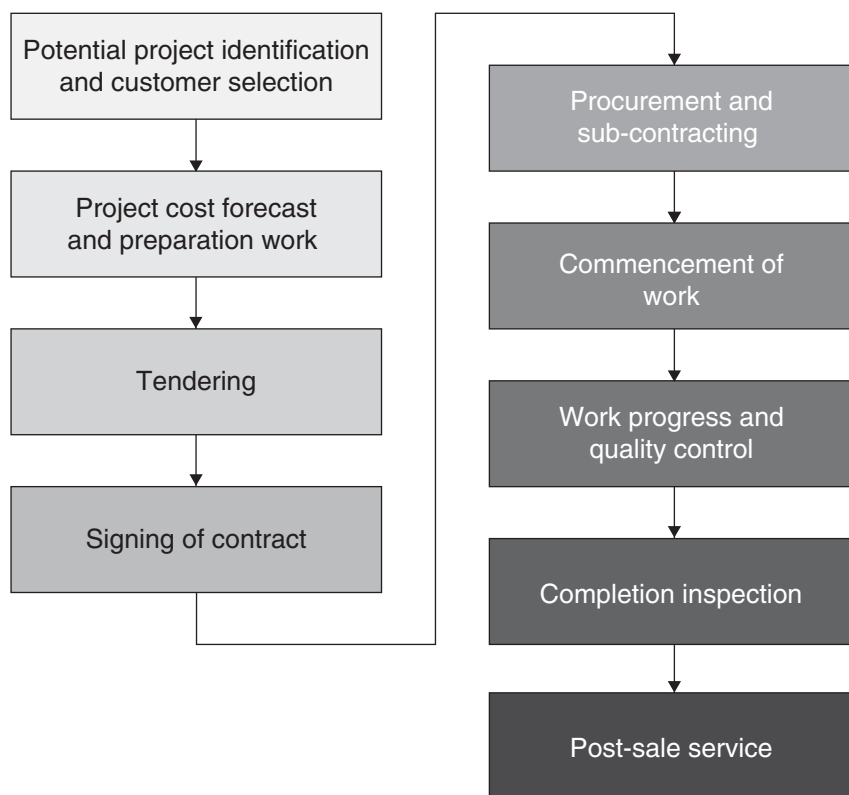 Potential project identification
and customer selection
Project cost forecast
and preparation work
Tendering
Signing of contract
Procurement and
sub-contracting
Commencement of
work
Work progress and
quality control
Completion inspection
Post-sale service